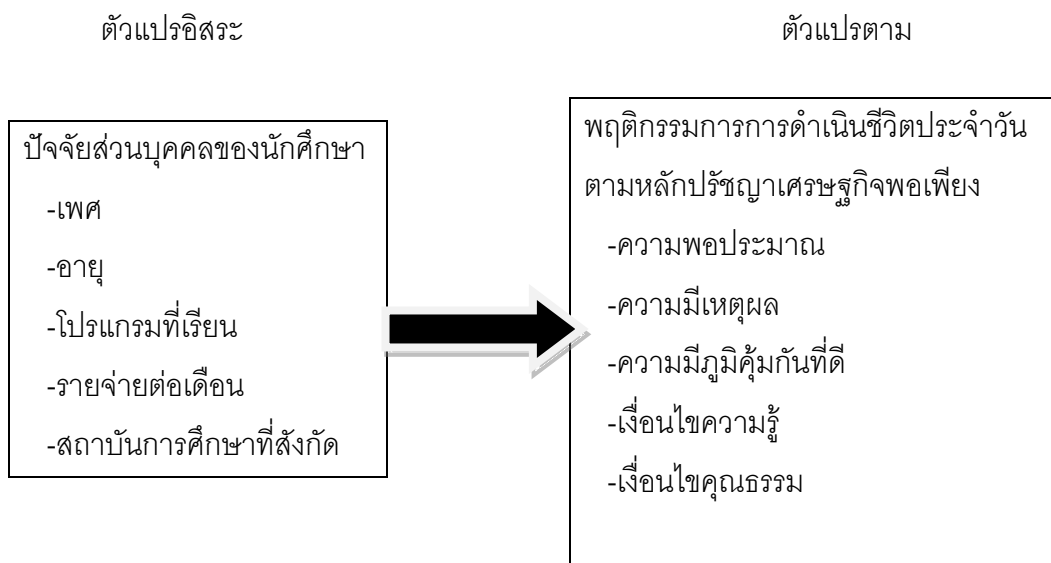 ตัวแปรอิสระ
ตัวแปรตาม
ปัจจัยส่วนบุคคลของนักศึกษา
-เพศ
-อายุ
-โปรแกรมที่เรียน
-รายจ่ายต่อเดือน
-สถาบันการศึกษาที่สังกัด
พฤติกรรมการการดำเนินชีวิตประจำวัน
ตามหลักปรัชญาเศรษฐกิจพอเพียง
-ความพอประมาณ
-ความมีเหตุผล
-ความมีภูมิคุ้มกันที่ดี
-เงื่อนไขความรู้
-เงื่อนไขคุณธรรม